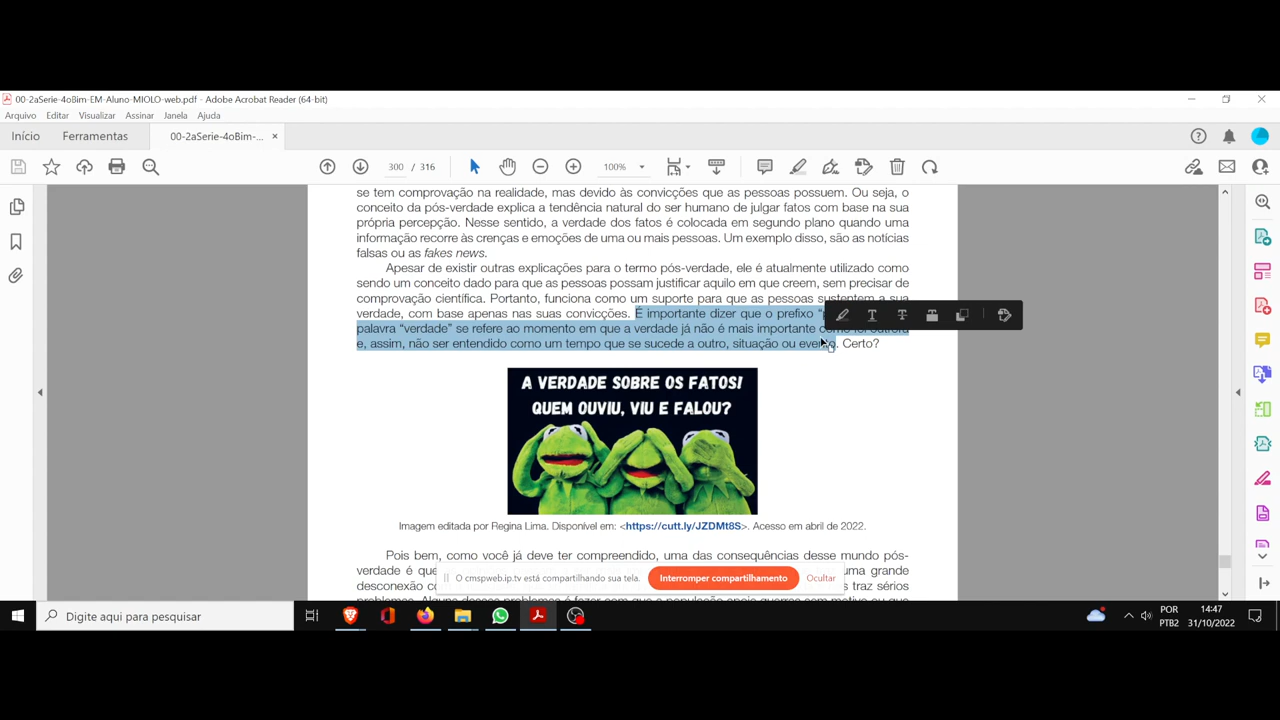 00-2aSerie-4oBim-EM-Aluno-MIOLO-web.pdf - Adobe Acrobat Reader (64-bit)
Arquivo Editar Visualizar Assinar Janela Ajuda
Início Ferramentas 00-2aSerie-4oBim-... ×
300 / 316 100%
se tem comprovação na realidade, mas devido às convicções que as pessoas possuem. Ou seja, o
conceito da pós-verdade explica a tendência natural do ser humano de julgar fatos com base na sua
própria percepção. Nesse sentido, a verdade dos fatos é colocada em segundo plano quando uma
informação recorre às crenças e emoções de uma ou mais pessoas. Um exemplo disso, são as notícias
falsas ou as fakes news.
Apesar de existir outras explicações para o termo pós-verdade, ele é atualmente utilizado como
sendo um conceito dado para que as pessoas possam justificar aquilo em que creem, sem precisar de
comprovação científica. Portanto, funciona como um suporte para que as pessoas sustentem a sua
verdade, com base apenas nas suas convicções. É importante dizer que o prefixo
palavra “verdade” se refere ao momento em que a verdade já não é mais importante como foi outrora
e, assim, não ser entendido como um tempo que se sucede a outro, situação ou evento. Certo?
A VERDADE SOBRE OS FATOS!
QUEM OUVIU, VIU E FALOU?
Imagem editada por Regina Lima. Disponível em: <https://cutt.ly/JZDMt8S>. Acesso em abril de 2022.
Pois bem, como você já deve ter compreendido, uma das consequências desse mundo pós-
verdade é que uma grande
desconexão s traz sérios
O cmspweb.ip.tv está compartilhando sua tela. Interromper compartilhamento Ocultar
Digite aqui para pesquisar
POR
PTB2
14:47
31/10/2022